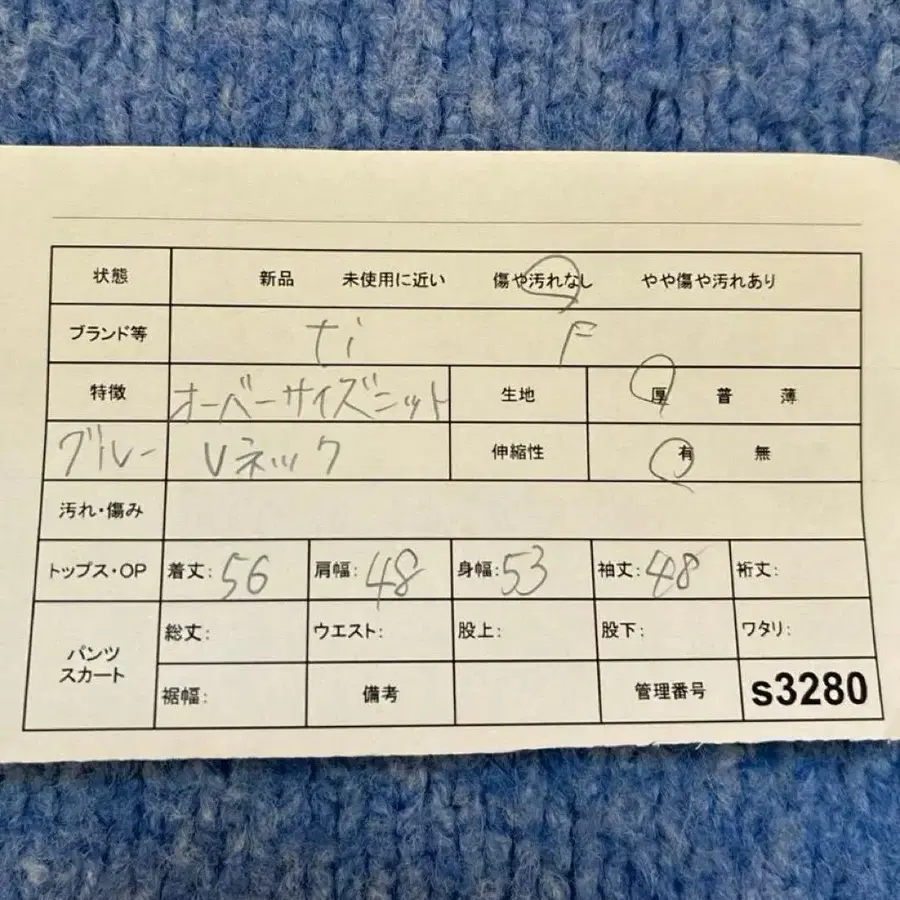 状態 新品 未使用に近い 傷や汚れなし やや傷や汚れあり
ブランド等 ti F
特徴 オーバーサイズニット 生地 厚 普 薄
ブルー Vネック 伸縮性 有 無
汚れ・傷み
トップス・OP 着丈: 56 肩幅: 48 身幅: 53 袖丈: 48 裄丈:
パンツ スカート 総丈: ウエスト: 股上: 股下: ワタリ:
裾幅: 備考 管理番号 s3280